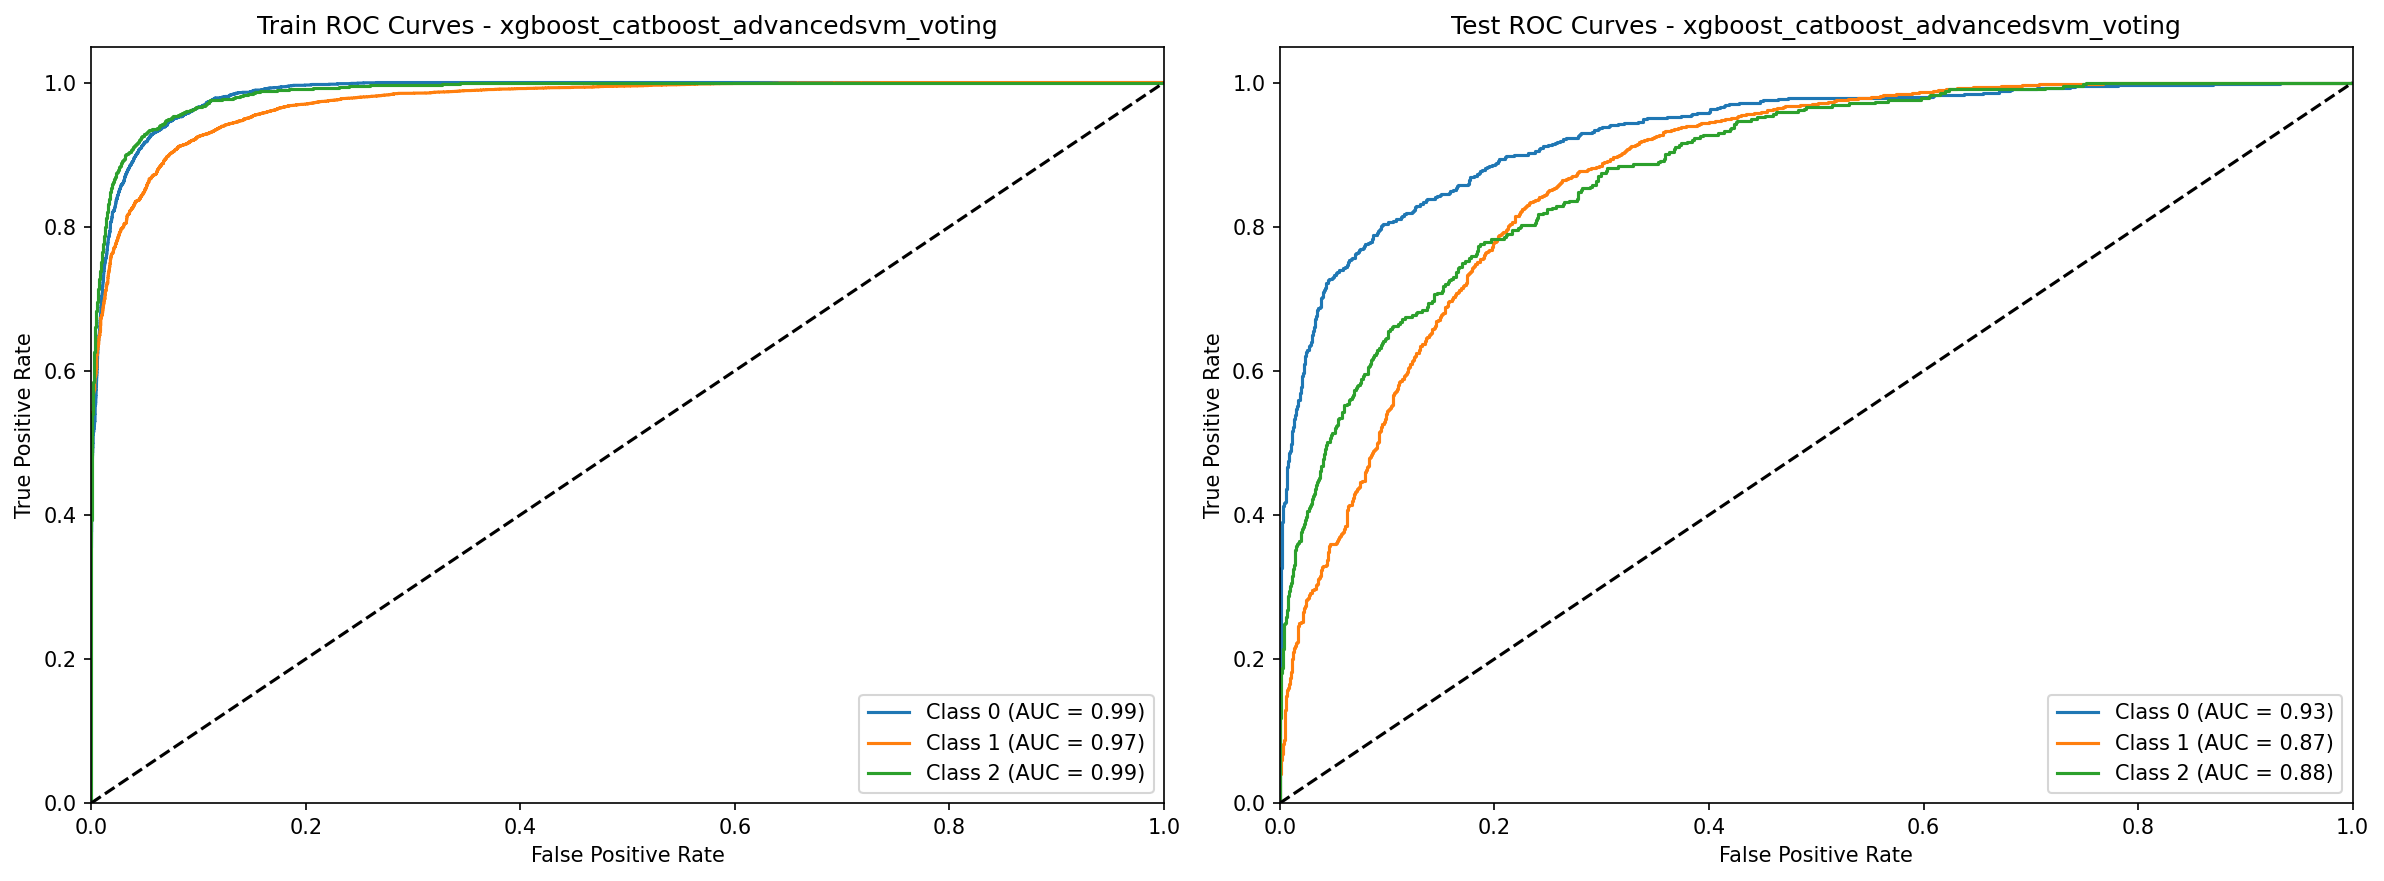 Train ROC Curves - xgboost_catboost_advancedsvm_voting
True Positive Rate
1.0
0.8
0.6
0.4
0.2
0.0
0.0 0.2 0.4 0.6 0.8 1.0
False Positive Rate
Class 0 (AUC = 0.99)
Class 1 (AUC = 0.97)
Class 2 (AUC = 0.99)
Test ROC Curves - xgboost_catboost_advancedsvm_voting
True Positive Rate
1.0
0.8
0.6
0.4
0.2
0.0
0.0 0.2 0.4 0.6 0.8 1.0
False Positive Rate
Class 0 (AUC = 0.93)
Class 1 (AUC = 0.87)
Class 2 (AUC = 0.88)